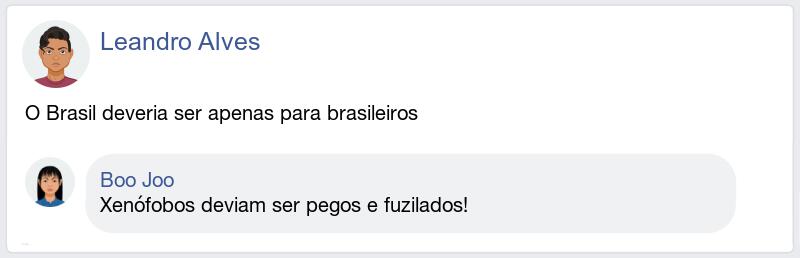 Leandro Alves
O Brasil deveria ser apenas para brasileiros
Boo Joo
Xenófobos deviam ser pegos e fuzilados!